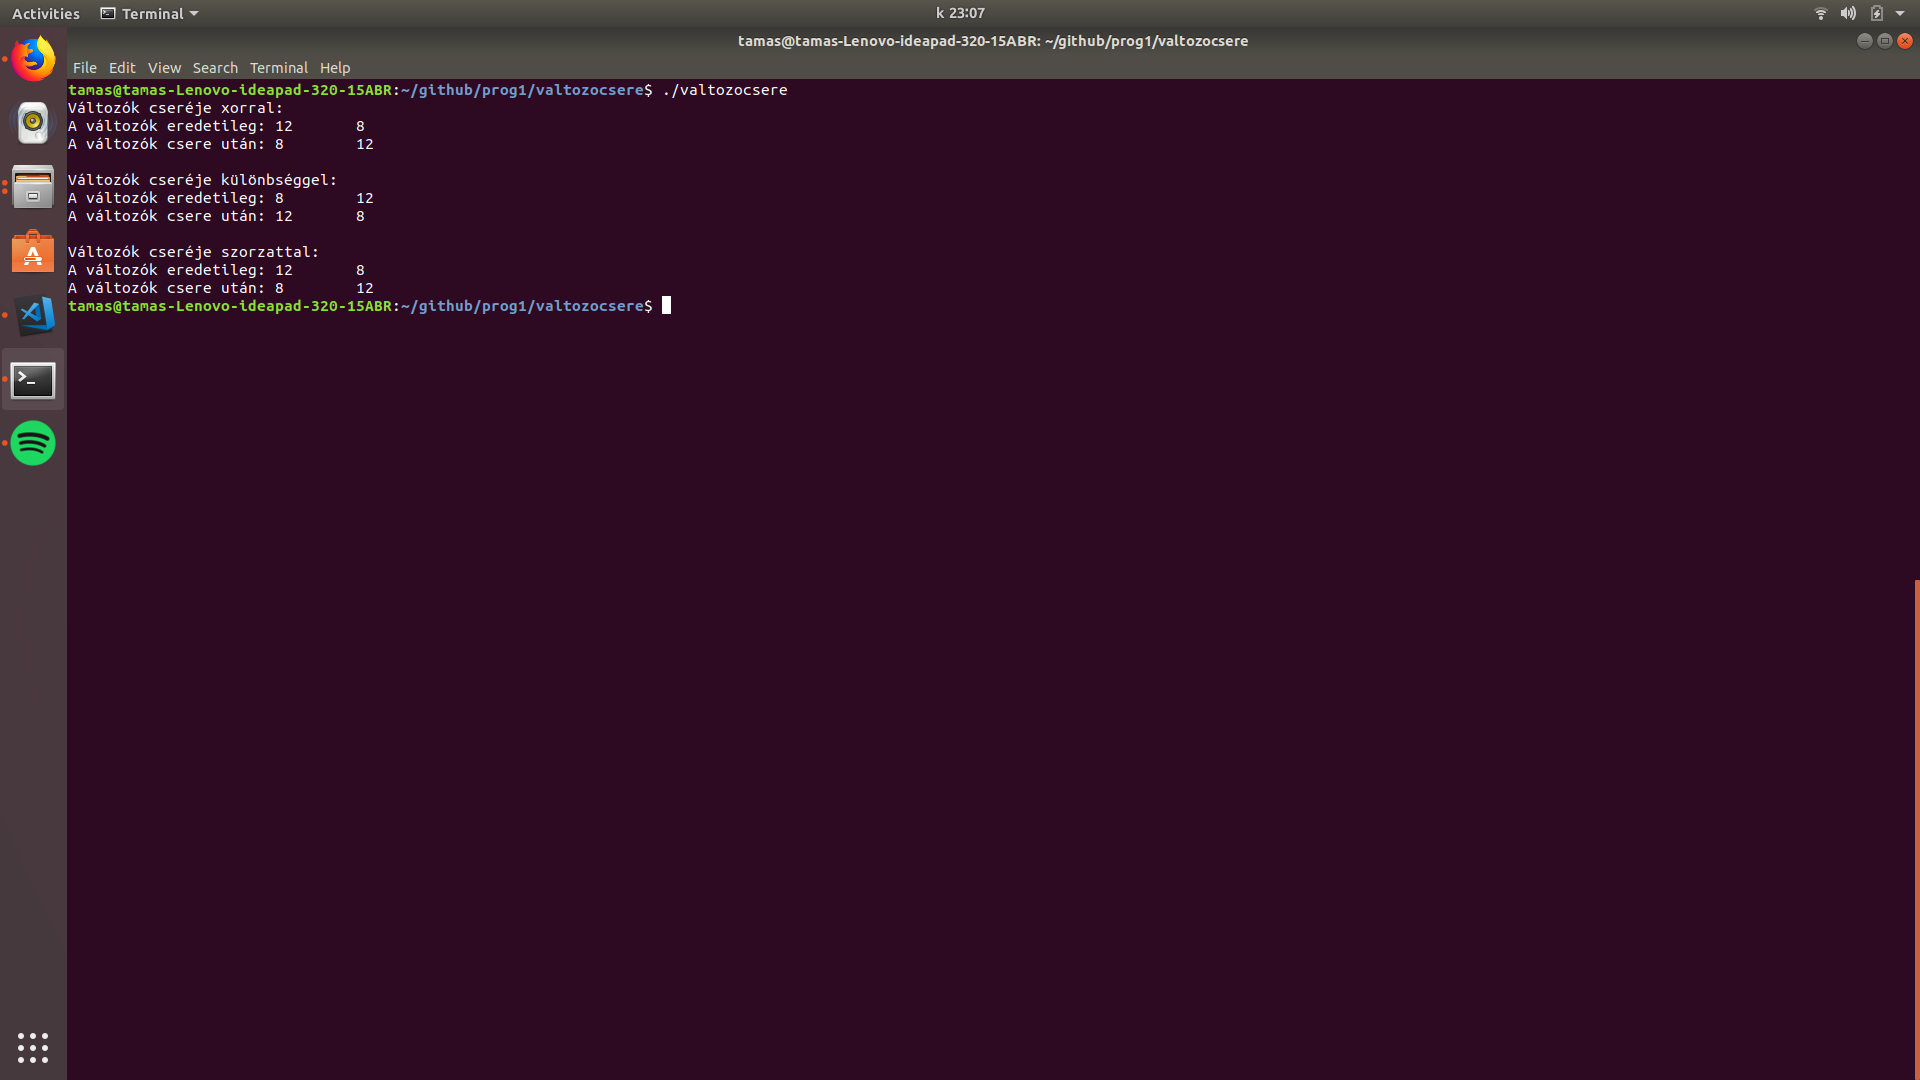 Activities Terminal k 23:07
tamas@tamas-Lenovo-ideapad-320-15ABR: ~/github/prog1/valtozocsere
File Edit View Search Terminal Help
tamas@tamas-Lenovo-ideapad-320-15ABR:~/github/prog1/valtozocsere$ ./valtozocsere
Változók cseréje xorral:
A változók eredetileg: 12 8
A változók csere után: 8 12
Változók cseréje különbséggel:
A változók eredetileg: 8 12
A változók csere után: 12 8
Változók cseréje szorzattal:
A változók eredetileg: 12 8
A változók csere után: 8 12
tamas@tamas-Lenovo-ideapad-320-15ABR:~/github/prog1/valtozocsere$